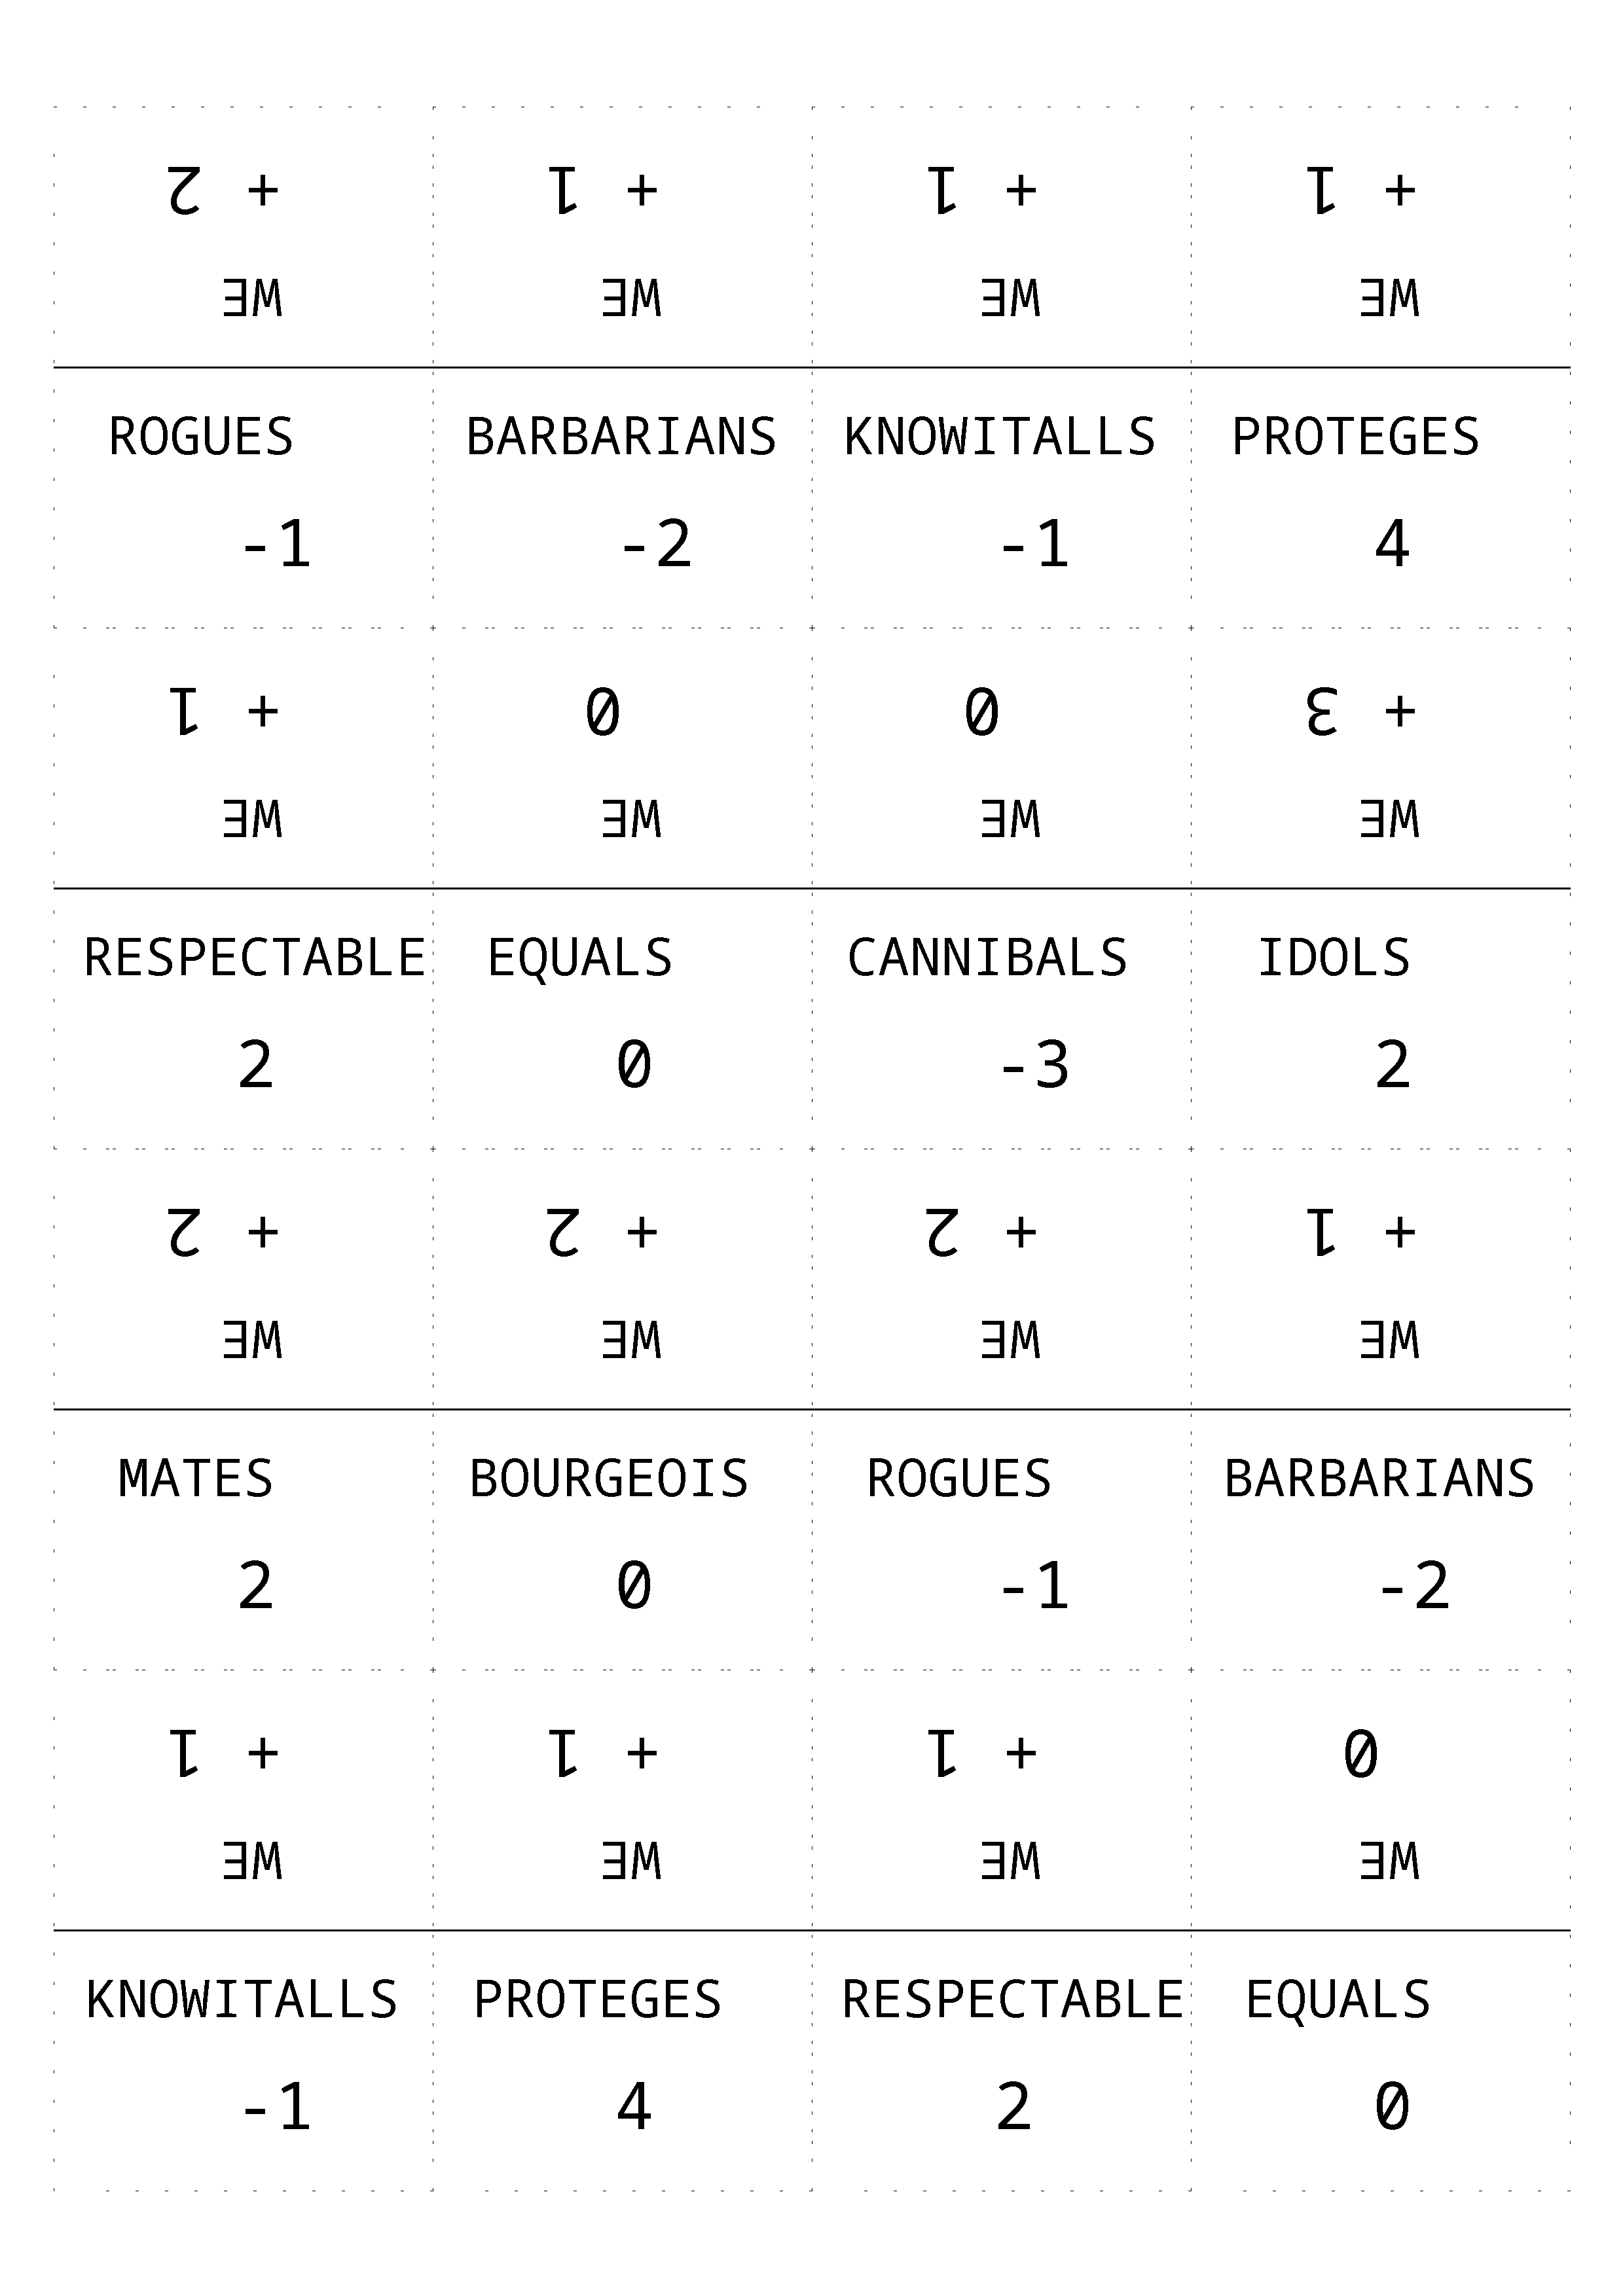 + 2 + 1 + 1 + 1
WE WE WE WE
ROGUES BARBARIANS KNOWITALLS PROTEGES
-1 -2 -1 4
+ 1 0 0 + 3
WE WE WE WE
RESPECTABLE EQUALS CANNIBALS IDOLS
2 0 -3 2
+ 2 + 2 + 2 + 1
WE WE WE WE
MATES BOURGEOIS ROGUES BARBARIANS
2 0 -1 -2
+ 1 + 1 + 1 0
WE WE WE WE
KNOWITALLS PROTEGES RESPECTABLE EQUALS
-1 4 2 0